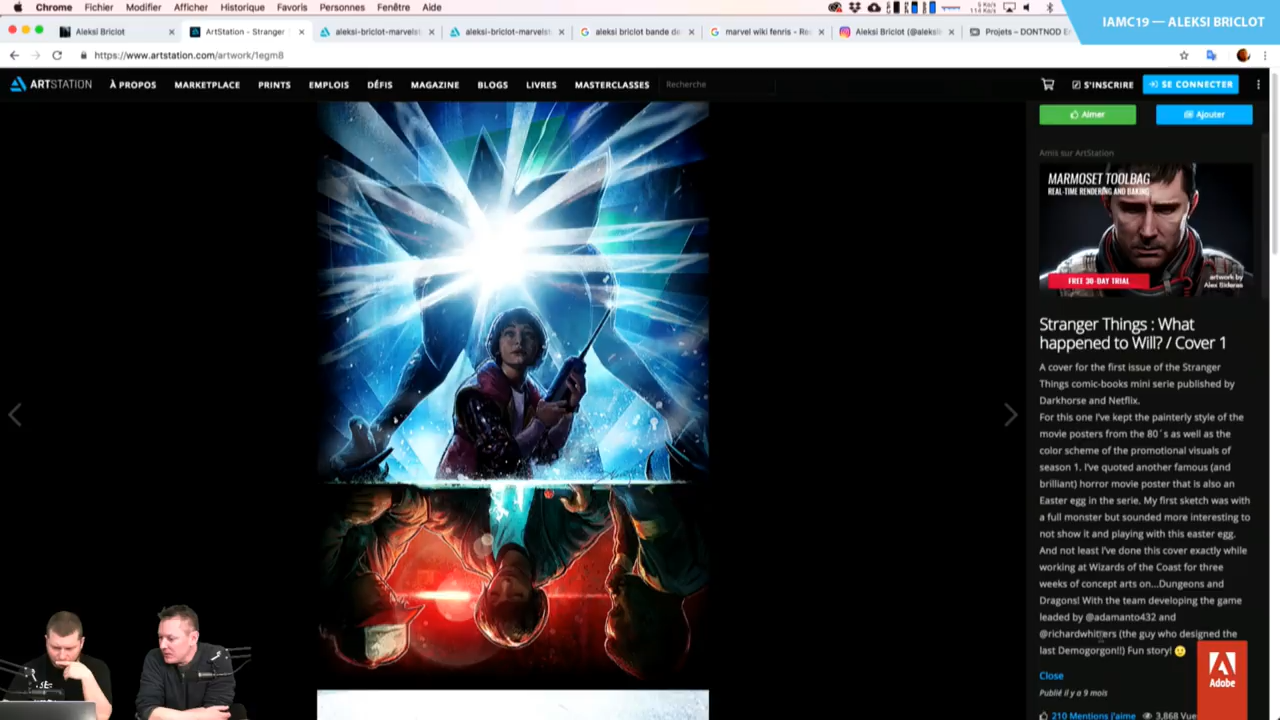 Chrome Fichier Modifier Afficher Historique Favoris Personnes Fenêtre Aide
IAMC19 — ALEKSI BRICLOT
Aleksi Briclot
ArtStation - Stranger
aleksi-briclot-marvelst
aleksi-briclot-marvelst
aleksi briclot bande de
marvel wiki fenris - Re
Aleksi Briclot (@aleksi
Projets – DONTNOD E
https://www.artstation.com/artwork/1egm8
ARTSTATION À PROPOS MARKETPLACE PRINTS EMPLOIS DÉFIS MAGAZINE BLOGS LIVRES MASTERCLASSES Recherche S'INSCRIRE SE CONNECTER
Aimer Ajouter
Amis sur ArtStation
MARMOSET TOOLBAG
REAL-TIME RENDERING AND BAKING
FREE 30-DAY TRIAL
artwork by
Alex Sideras
Stranger Things : What
happened to Will? / Cover 1
A cover for the first issue of the Stranger
Things comic-books mini serie published by
Darkhorse and Netflix.
For this one I've kept the painterly style of the
movie posters from the 80´s as well as the
color scheme of the promotional visuals of
season 1. I've quoted another famous (and
brilliant) horror movie poster that is also an
Easter egg in the serie. My first sketch was with
a full monster but sounded more interesting to
not show it and playing with this easter egg.
And not least I've done this cover exactly while
working at Wizards of the Coast for three
weeks of concept arts on...Dungeons and
Dragons! With the team developing the game
leaded by @adamanto432 and
@richardwhitters (the guy who designed the
last Demogorgon!!) Fun story!
Close
Publié il y a 9 mois
210 Mentions j'aime 3,868 Vue
Adobe